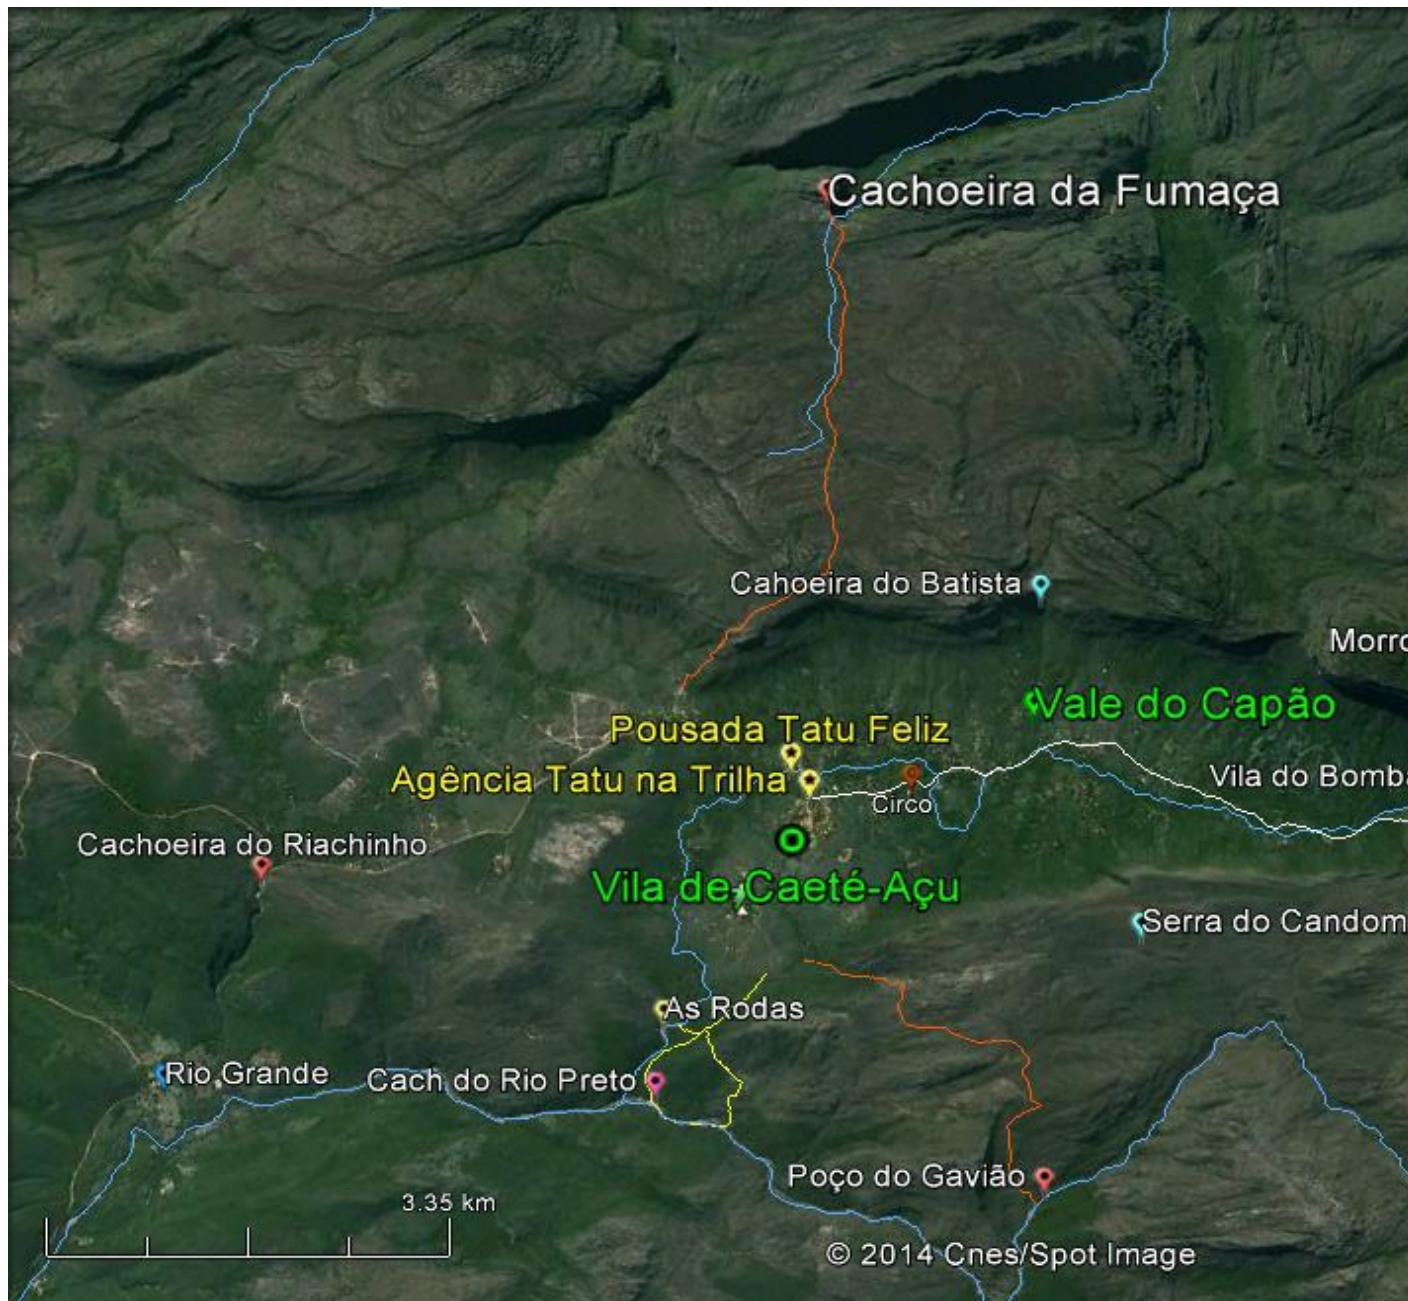 Cachoeira da Fumaça
Cahoeira do Batista
Morro
Vale do Capão
Pousada Tatu Feliz
Agência Tatu na Trilha
Vila do Bomba
Circo
Cachoeira do Riachinho
Vila de Caeté-Açu
Serra do Candom
As Rodas
Rio Grande
Cach do Rio Preto
Poço do Gavião
3.35 km
© 2014 Cnes/Spot Image